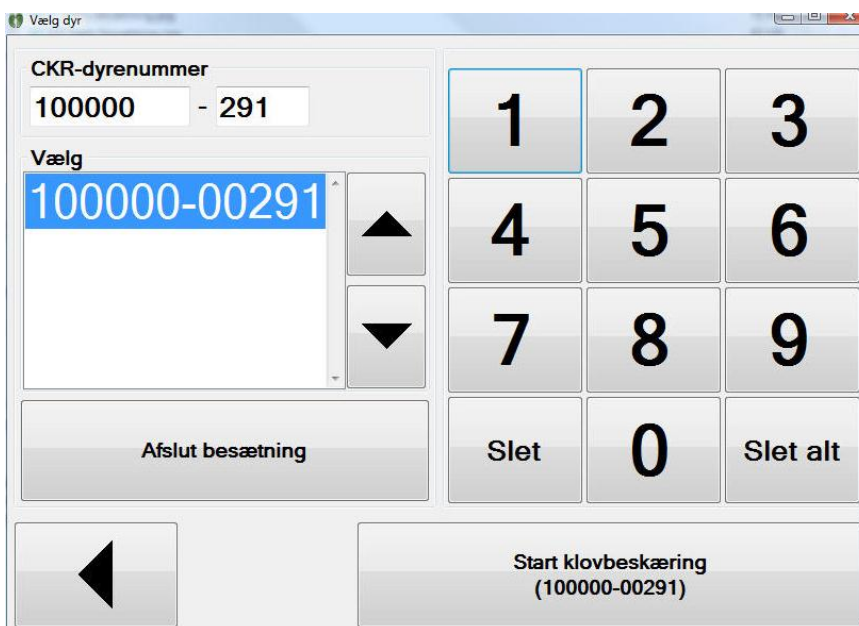 Vælg dyr
CKR-dyrenummer
100000 - 291
Vælg
100000-00291
Afslut besætning
1 2 3
4 5 6
7 8 9
Slet 0 Slet alt
Start klovbeskæring
(100000-00291)